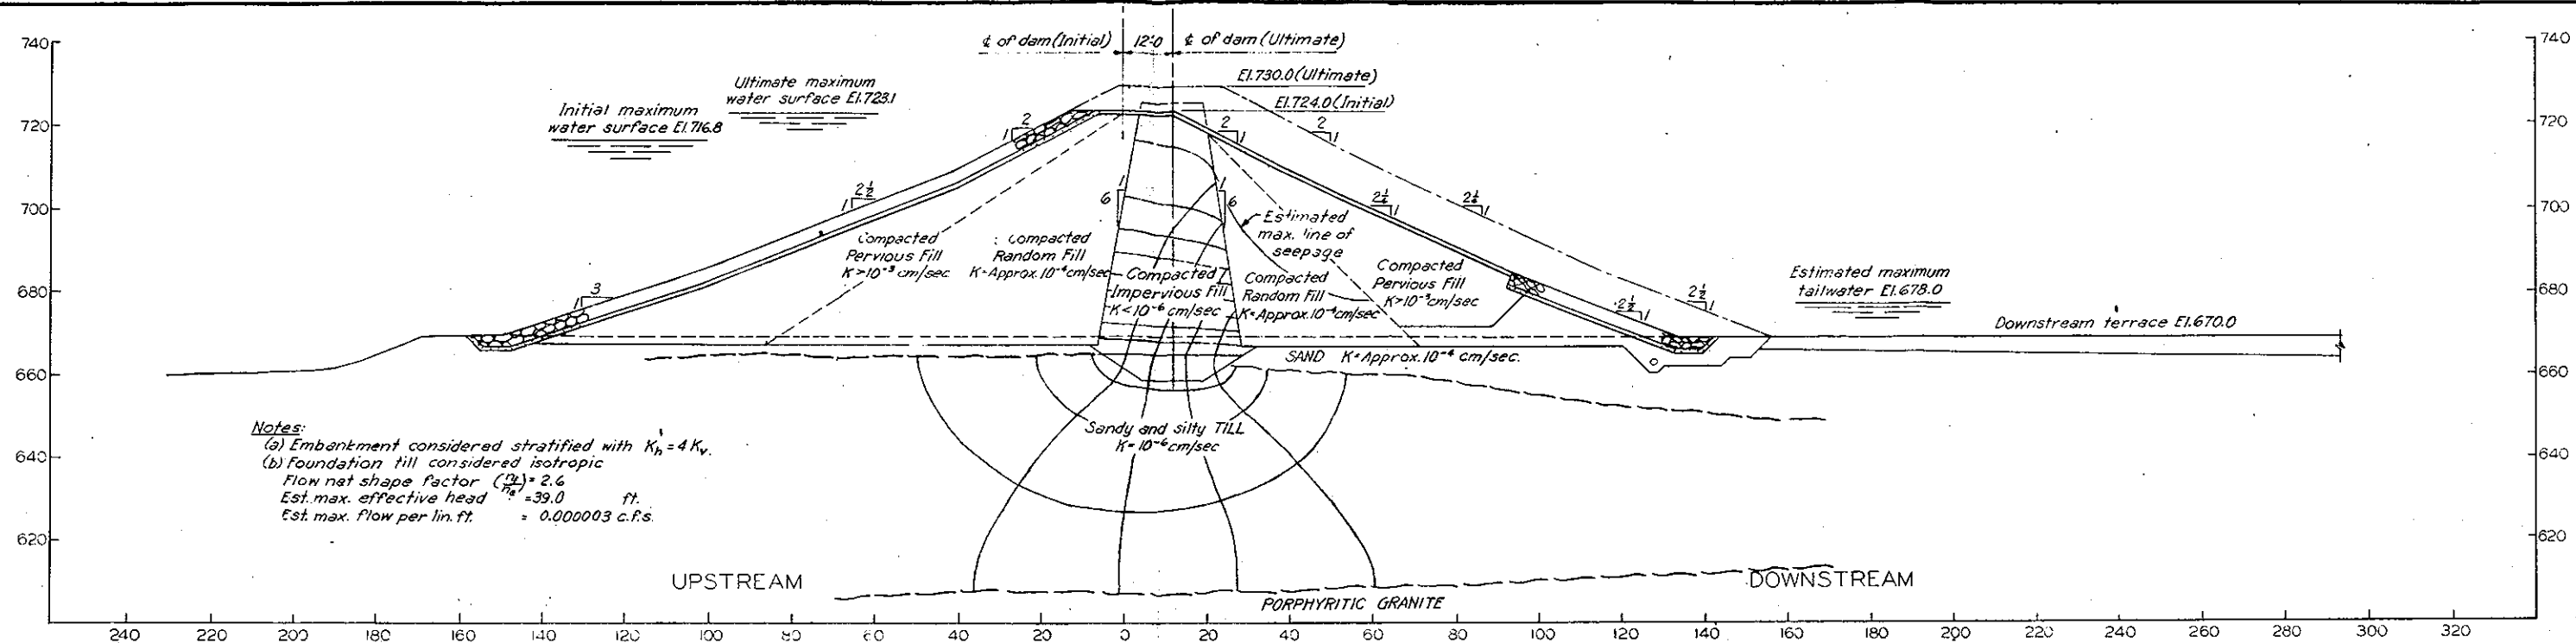 ℄ of dam (Initial)
12'-0
℄ of dam (Ultimate)
740
740
El. 730.0 (Ultimate)
Ultimate maximum
water surface El. 723.1
El. 724.0 (Initial)
Initial maximum
water surface El. 716.8
720
720
2
1
2
1
2
1
2½
1
6
1
6
1
2¼
1
2¼
1
700
700
Estimated
max. line of
seepage
Compacted
Pervious Fill
K>10⁻³ cm/sec
Compacted
Random Fill
K=Approx. 10⁻⁴ cm/sec
Compacted
Impervious Fill
K<10⁻⁶ cm/sec
Compacted
Random Fill
K=Approx. 10⁻⁴ cm/sec
Compacted
Pervious Fill
K>10⁻³ cm/sec
Estimated maximum
tailwater El. 678.0
680
680
3
1
2½
1
2½
1
Downstream terrace El. 670.0
SAND K=Approx. 10⁻⁴ cm/sec.
660
660
Sandy and silty TILL
K=10⁻⁶ cm/sec
Notes:
(a) Embankment considered stratified with Kh = 4 Kv.
(b) Foundation till considered isotropic
Flow net shape factor = 2.6
Est. max. effective head = 39.0 ft.
Est. max. flow per lin. ft. = 0.000003 c.f.s.
640
640
620
620
UPSTREAM
DOWNSTREAM
PORPHYRITIC GRANITE
240 220 200 180 160 140 120 100 80 60 40 20 0 20 40 60 80 100 120 140 160 180 200 220 240 260 280 300 320